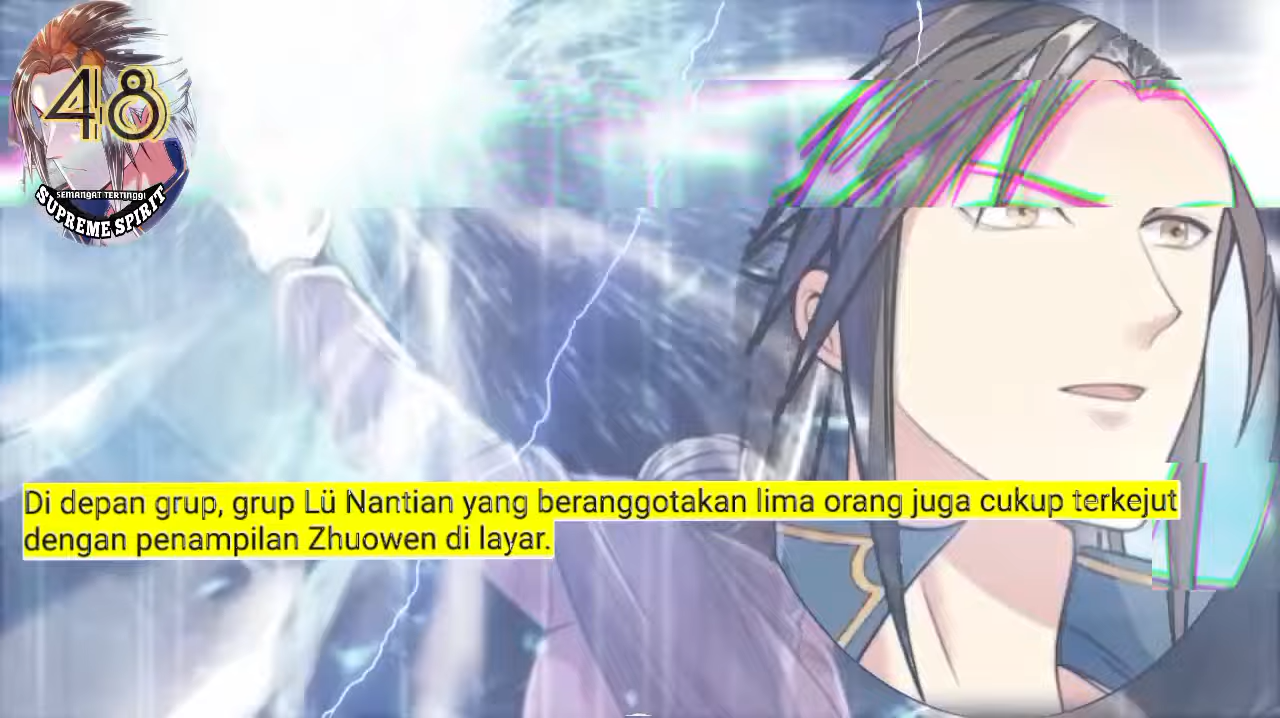 48
SEMANGAT TERTINGGI
SUPREME SPIRIT
Di depan grup, grup Lü Nantian yang beranggotakan lima orang juga cukup terkejut
dengan penampilan Zhuowen di layar.